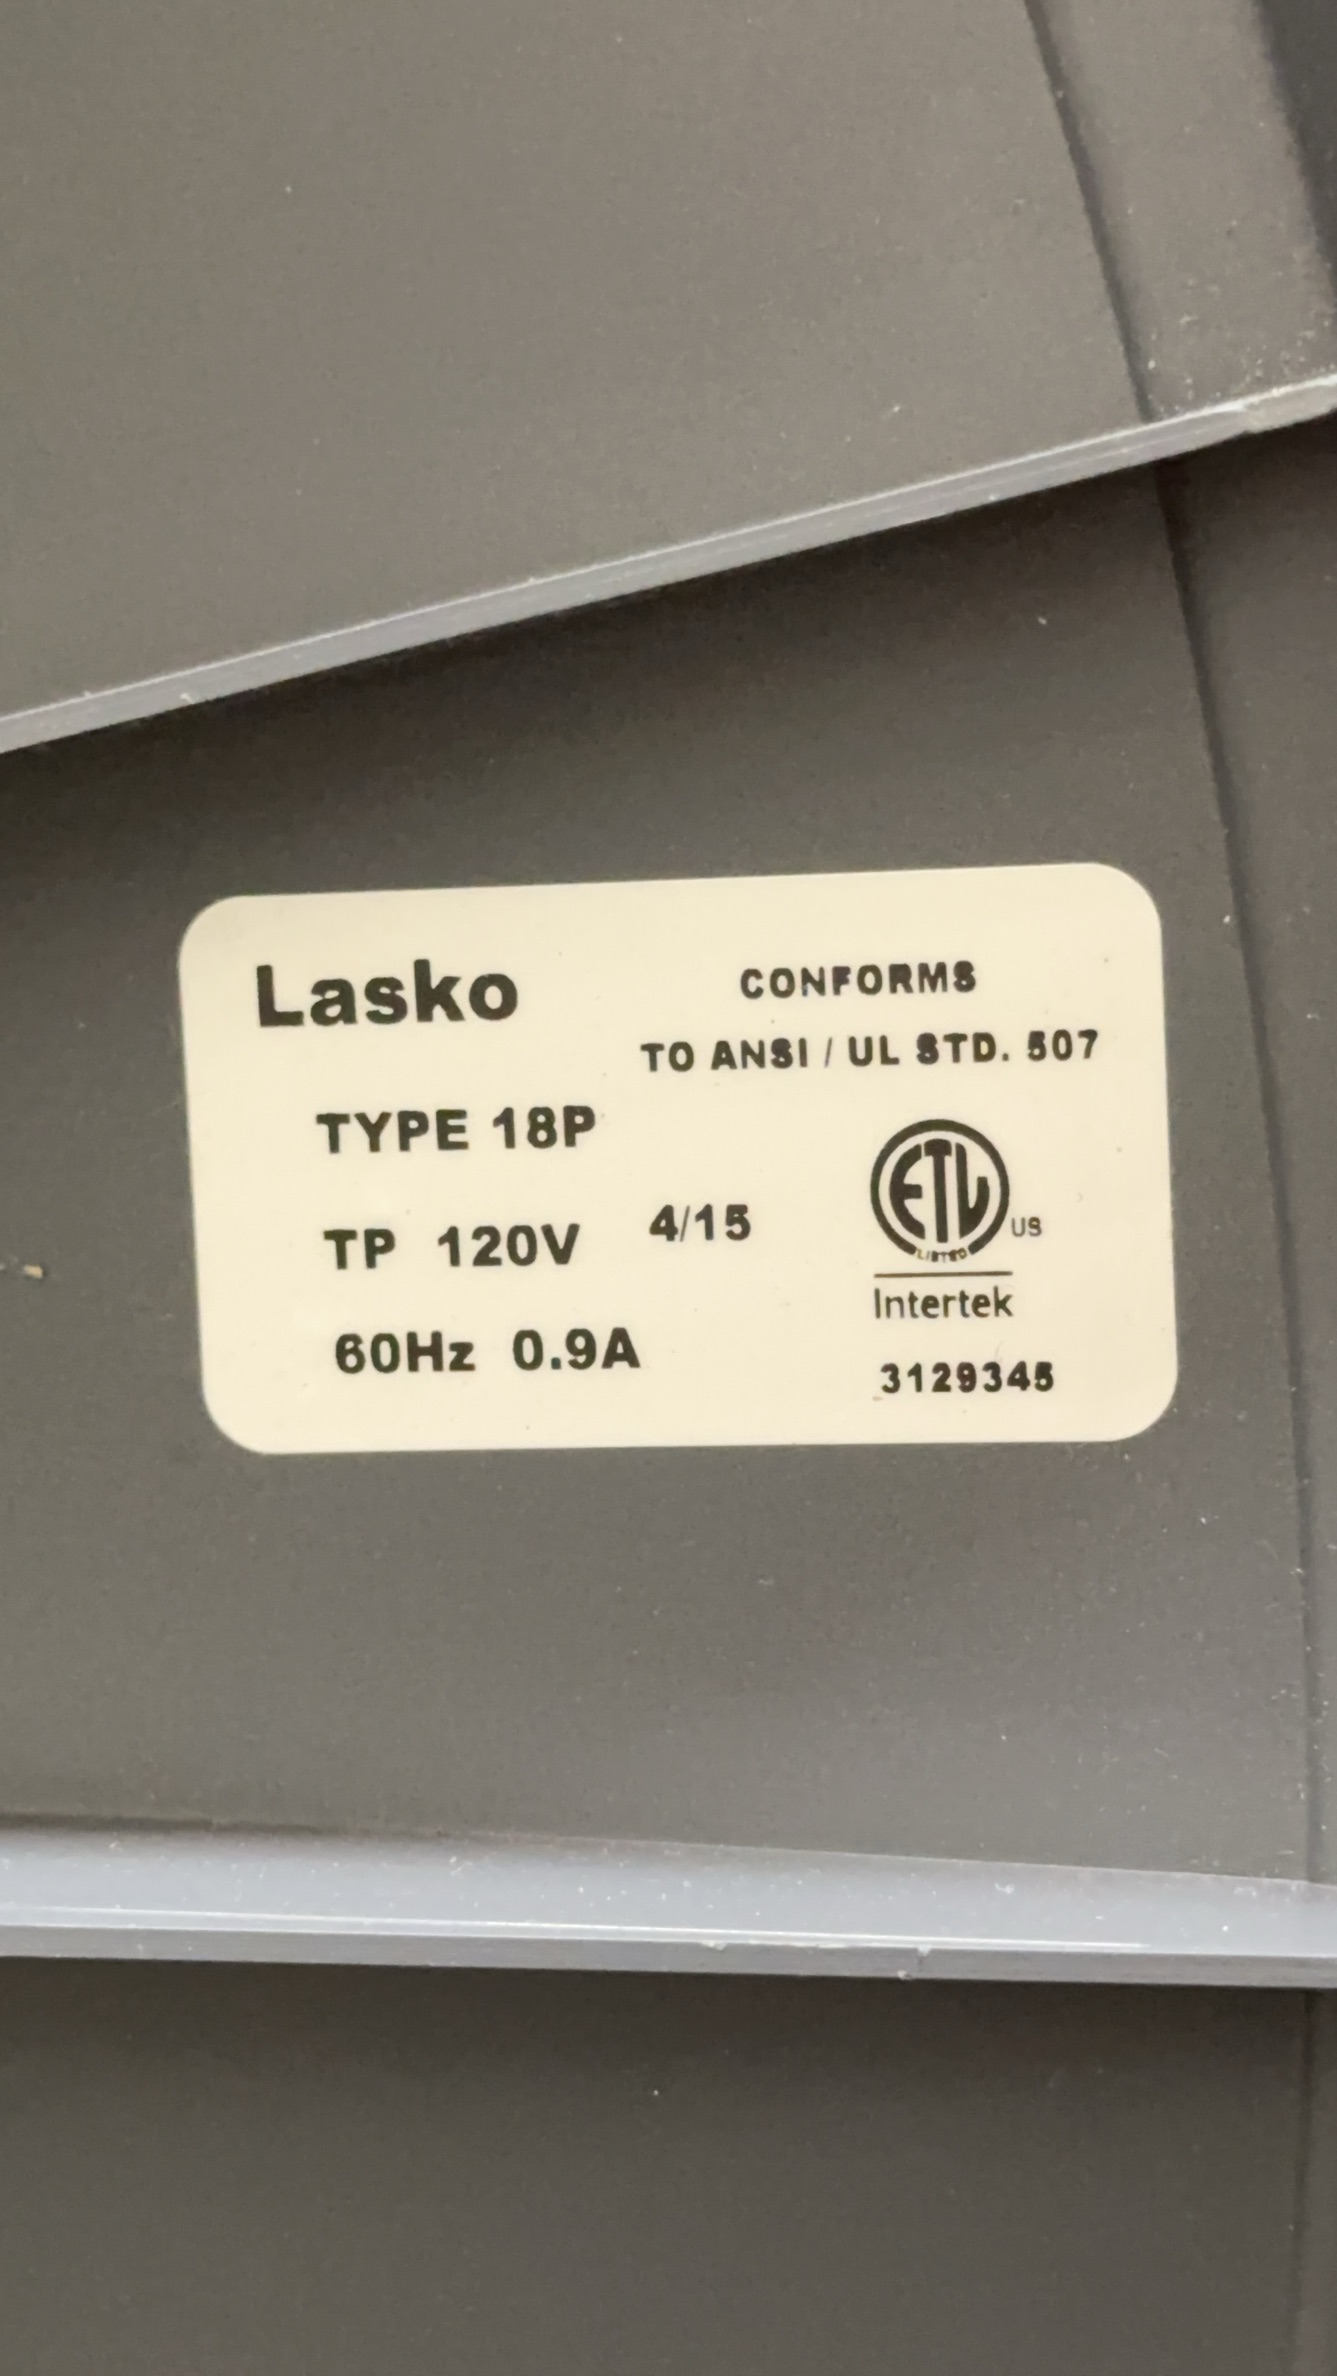 Lasko
CONFORMS
TO ANSI / UL STD. 507
TYPE 18P
TP 120V 4/15
60Hz 0.9A
ETL
LISTED
US
Intertek
3129345